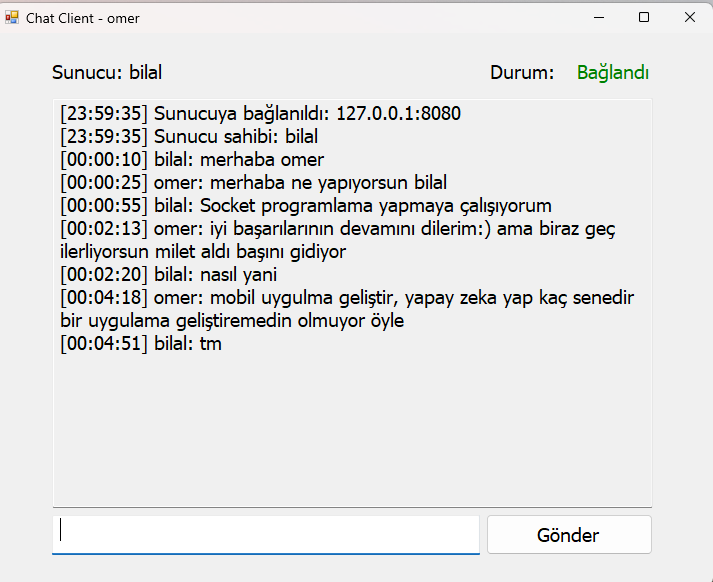 Chat Client - omer
Sunucu: bilal Durum: Bağlandı
[23:59:35] Sunucuya bağlanıldı: 127.0.0.1:8080
[23:59:35] Sunucu sahibi: bilal
[00:00:10] bilal: merhaba omer
[00:00:25] omer: merhaba ne yapıyorsun bilal
[00:00:55] bilal: Socket programlama yapmaya çalışıyorum
[00:02:13] omer: iyi başarılarının devamını dilerim:) ama biraz geç
ilerliyorsun milet aldı başını gidiyor
[00:02:20] bilal: nasıl yani
[00:04:18] omer: mobil uygulma geliştir, yapay zeka yap kaç senedir
bir uygulama geliştiremedin olmuyor öyle
[00:04:51] bilal: tm
Gönder